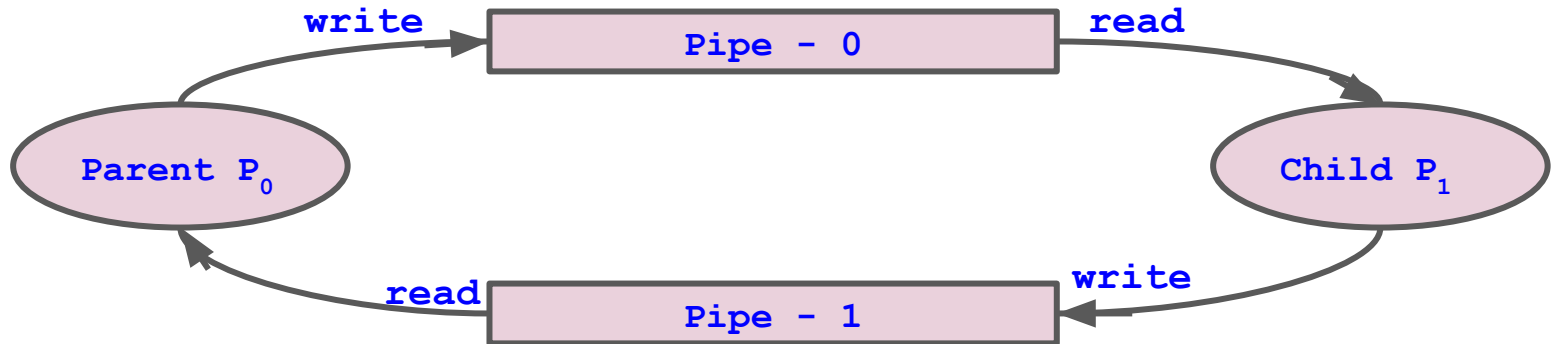 write
Pipe - 0
read
Parent P0
Child P1
read
Pipe - 1
write